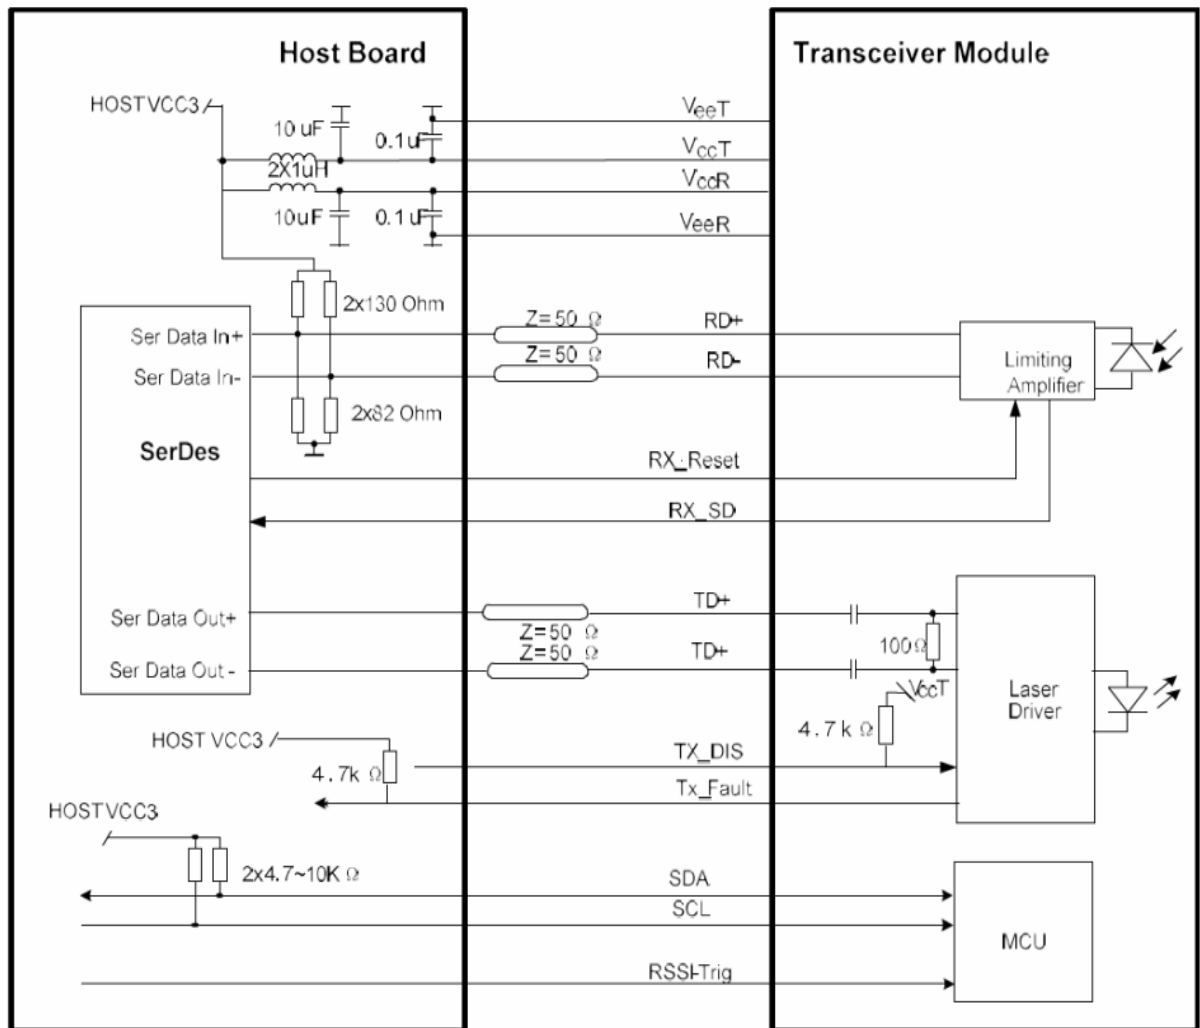 Host Board
Transceiver Module
HOSTVCC3
VeeT
10 uF
0.1uF
VccT
2X1uH
VccR
10uF
0.1 uF
VeeR
2x130 Ohm
Ser Data In+
Z=50 Ω
RD+
Z=50 Ω
Ser Data In-
RD-
Limiting
Amplifier
2x82 Ohm
SerDes
RX_Reset
RX_SD
Ser Data Out+
TD+
Z=50 Ω
Z=50 Ω
100Ω
Ser Data Out-
TD+
VccT
Laser
Driver
4.7k Ω
HOST VCC3
TX_DIS
4.7k Ω
Tx_Fault
HOSTVCC3
2x4.7~10K Ω
SDA
SCL
MCU
RSSI-Trig